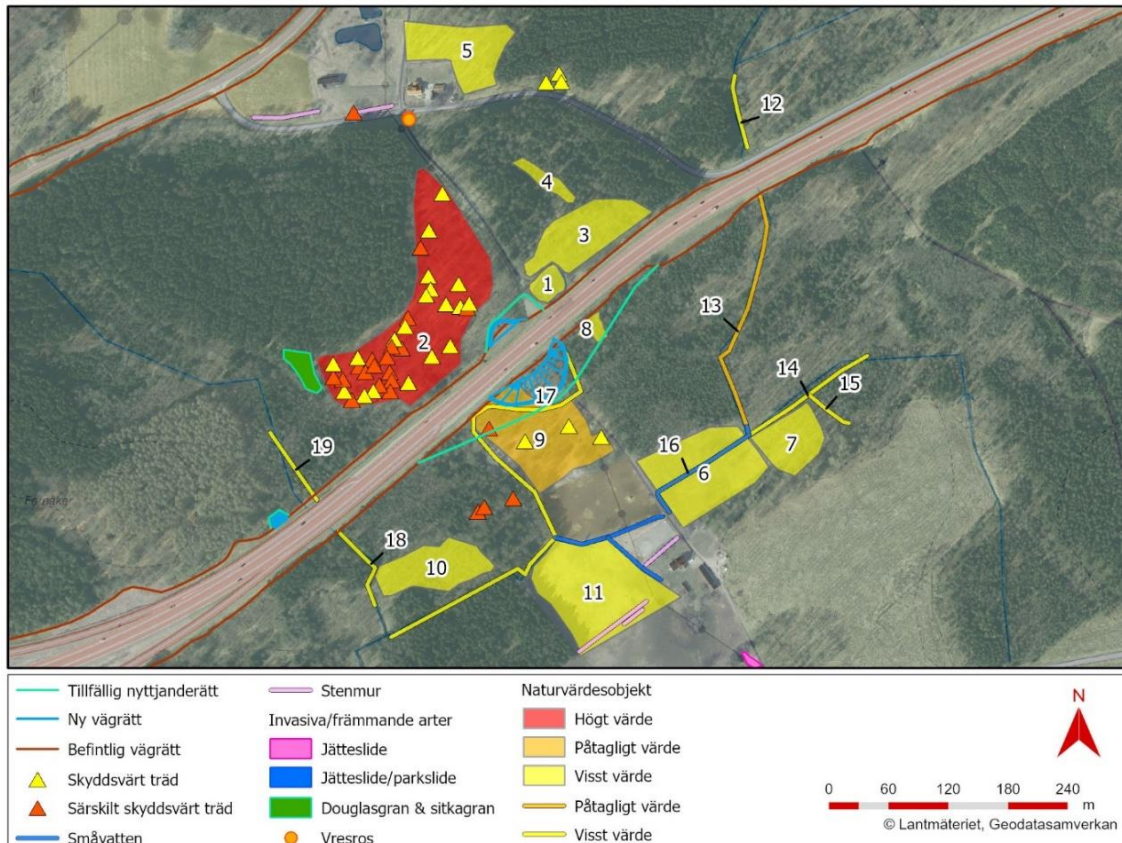 5
12
4
3
1
13
2
8
14
15
17
9
16
7
6
19
18
10
11
Tillfällig nyttjanderätt
Ny vägrätt
Befintlig vägrätt
Skyddsvärt träd
Särskilt skyddsvärt träd
Småvatten
Stenmur
Invasiva/främmande arter
Jätteslide
Jätteslide/parkslide
Douglasgran & sitkagran
Vresros
Naturvärdesobjekt
Högt värde
Påtagligt värde
Visst värde
Påtagligt värde
Visst värde
N
0 60 120 180 240
m
© Lantmäteriet, Geodatasamverkan